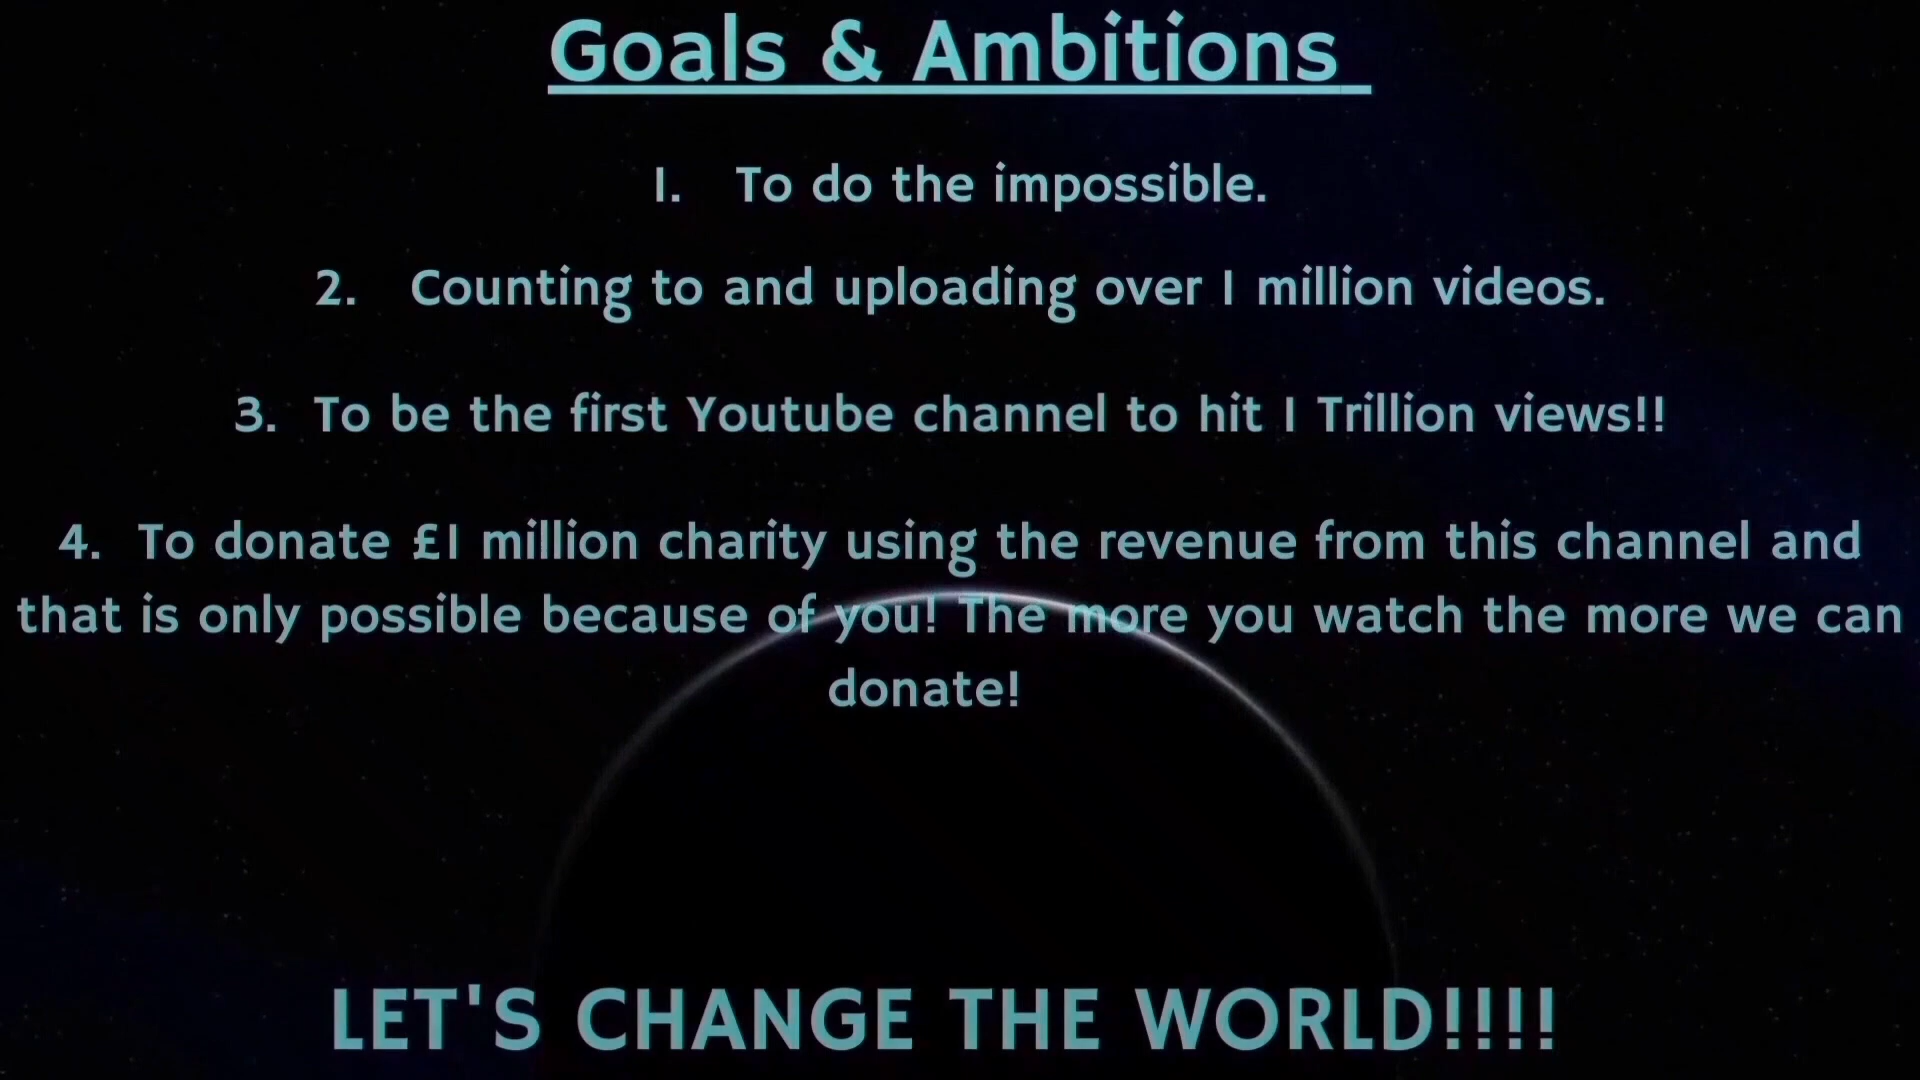 Goals & Ambitions
1. To do the impossible.
2. Counting to and uploading over 1 million videos.
3. To be the first Youtube channel to hit 1 Trillion views!!
4. To donate £1 million charity using the revenue from this channel and
that is only possible because of you! The more you watch the more we can
donate!
LET'S CHANGE THE WORLD!!!!